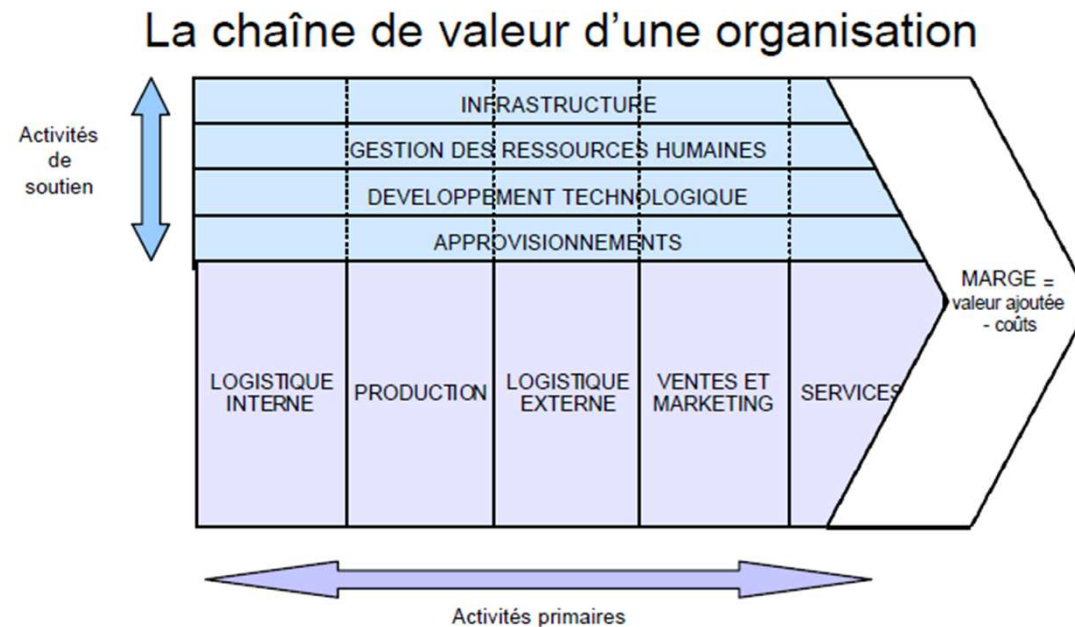 La chaîne de valeur d'une organisation
Activités
de
soutien
INFRASTRUCTURE
GESTION DES RESSOURCES HUMAINES
DEVELOPPEMENT TECHNOLOGIQUE
APPROVISIONNEMENTS
LOGISTIQUE
INTERNE
PRODUCTION
LOGISTIQUE
EXTERNE
VENTES ET
MARKETING
SERVICES
MARGE =
valeur ajoutée
- coûts
Activités primaires